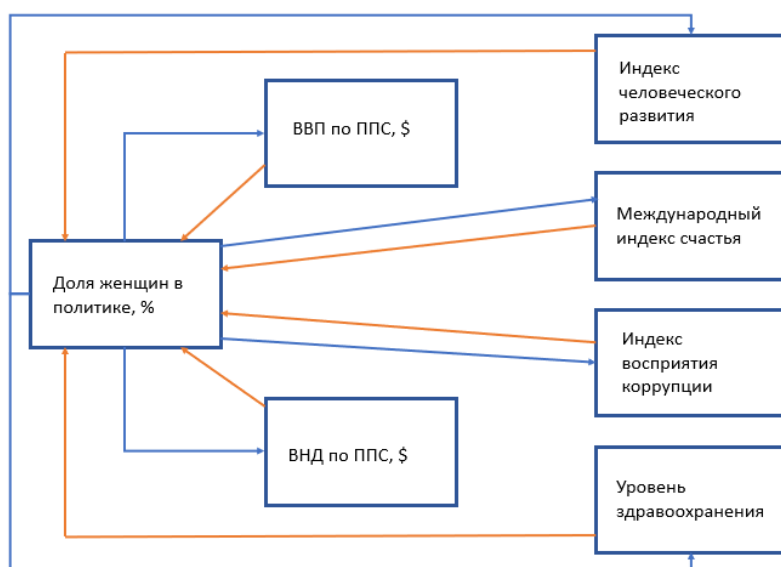 Индекс
человеческого
развития
ВВП по ППС, $
Международный
индекс счастья
Доля женщин в
политике, %
Индекс
восприятия
коррупции
ВНД по ППС, $
Уровень
здравоохранения